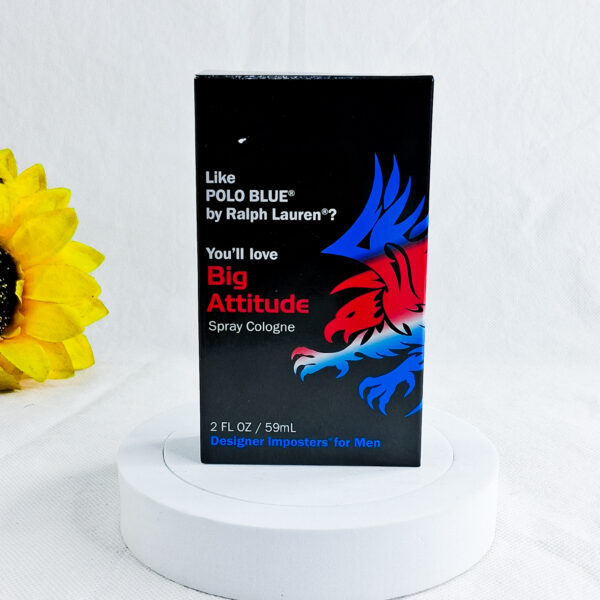 Like
POLO BLUE®
by Ralph Lauren®?
You'll love
Big
Attitude
Spray Cologne
2 FL OZ / 59mL
Designer Imposters® for Men